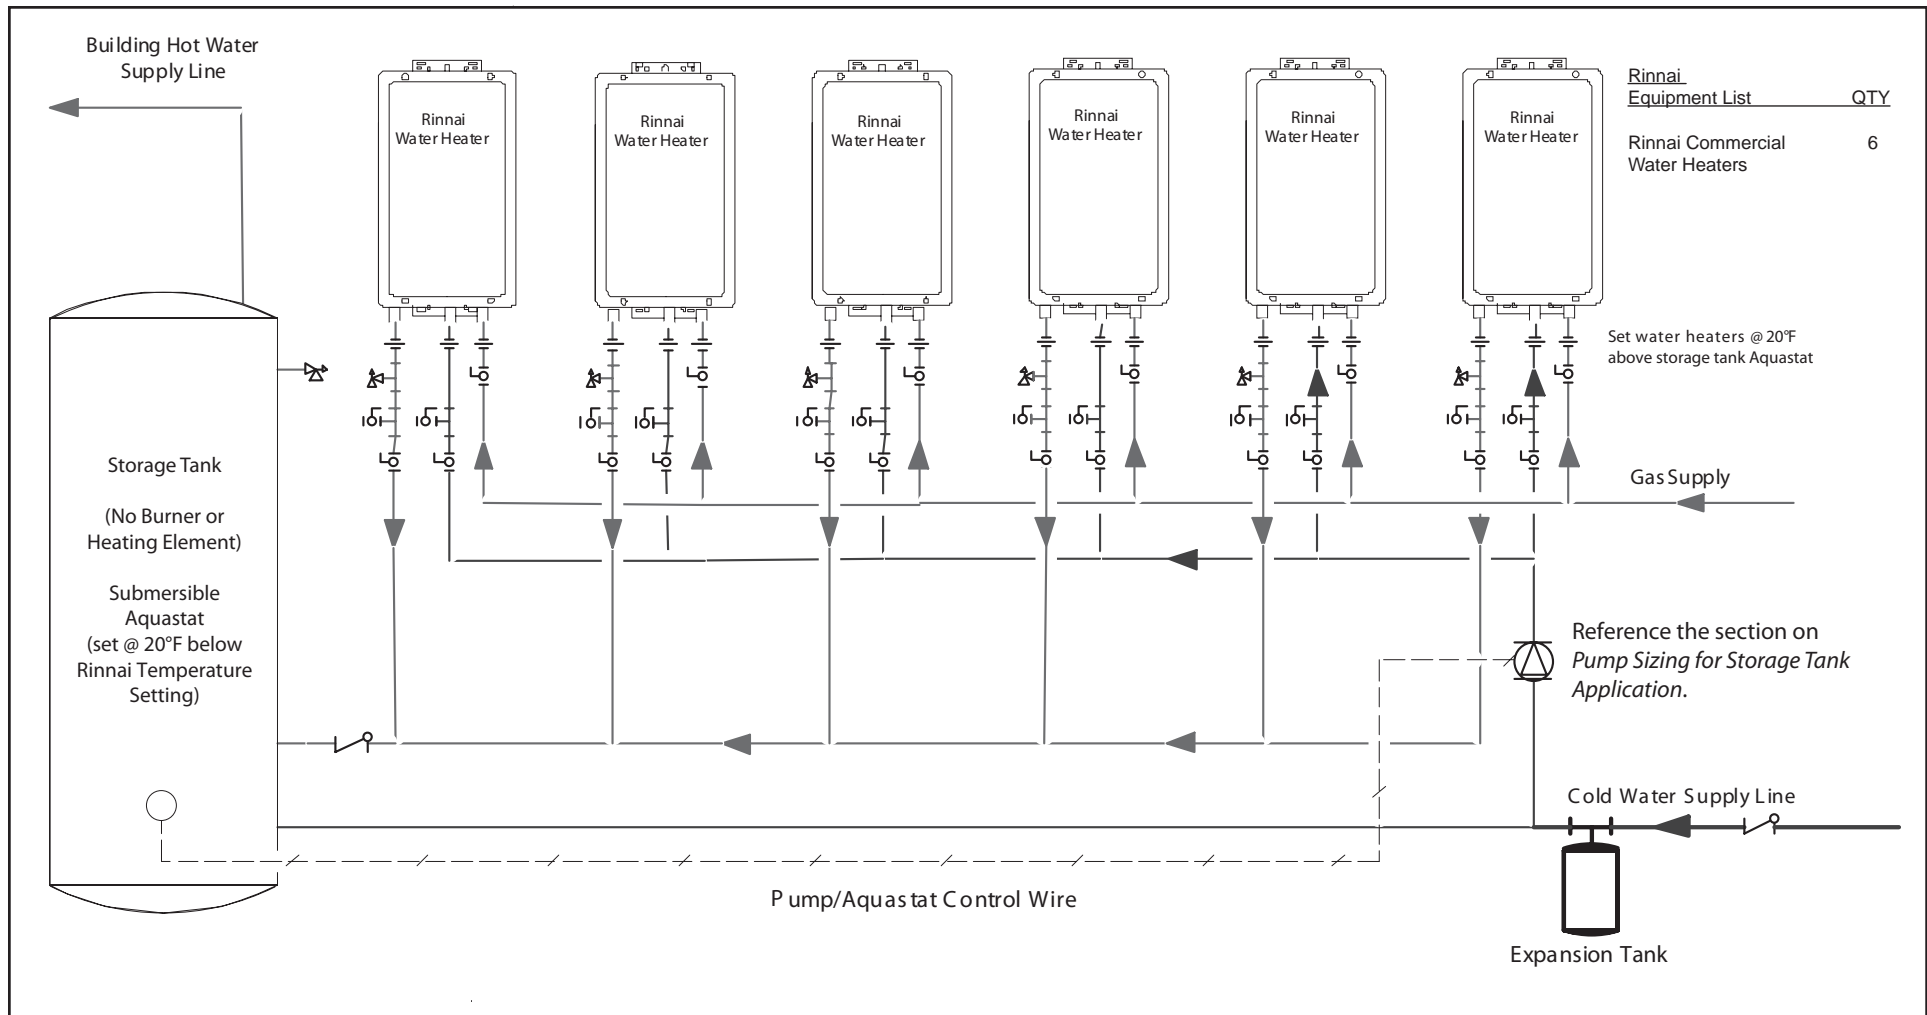 Building Hot Water
Supply Line
Rinnai
Water Heater
Rinnai
Water Heater
Rinnai
Water Heater
Rinnai
Water Heater
Rinnai
Water Heater
Rinnai
Water Heater
Rinnai
Equipment List QTY
Rinnai Commercial 6
Water Heaters
Set water heaters @ 20°F
above storage tank Aquastat
Storage Tank
(No Burner or
Heating Element)
Submersible
Aquastat
(set @ 20°F below
Rinnai Temperature
Setting)
Gas Supply
Reference the section on
Pump Sizing for Storage Tank
Application.
Cold Water Supply Line
Pump/Aquastat Control Wire
Expansion Tank